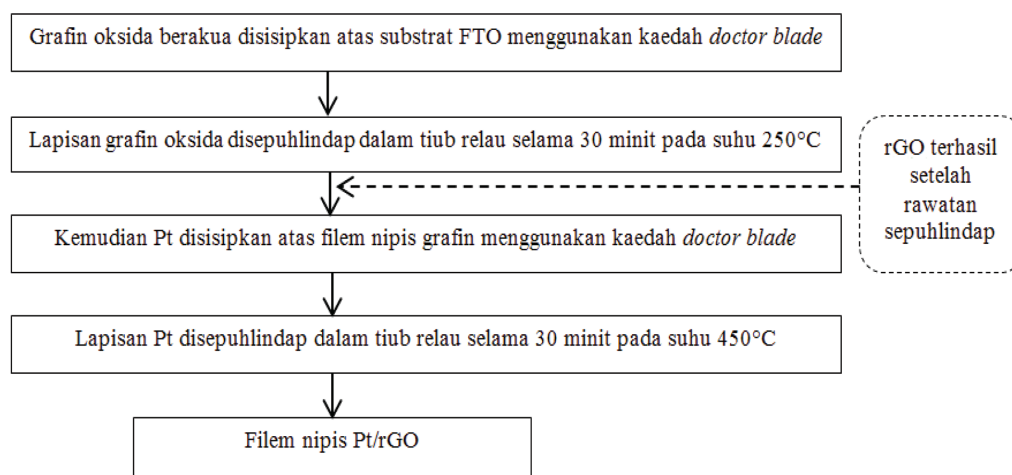 Grafin oksida berakua disisipkan atas substrat FTO menggunakan kaedah doctor blade
Lapisan grafin oksida disepuhlindap dalam tiub relau selama 30 minit pada suhu 250°C
rGO terhasil
setelah
rawatan
sepuhlindap
Kemudian Pt disisipkan atas filem nipis grafin menggunakan kaedah doctor blade
Lapisan Pt disepuhlindap dalam tiub relau selama 30 minit pada suhu 450°C
Filem nipis Pt/rGO